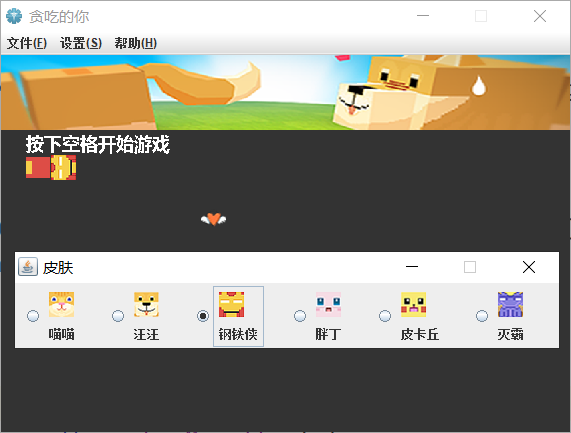 贪吃的你
文件(F) 设置(S) 帮助(H)
按下空格开始游戏
皮肤
喵喵 汪汪 钢铁侠 胖丁 皮卡丘 灭霸